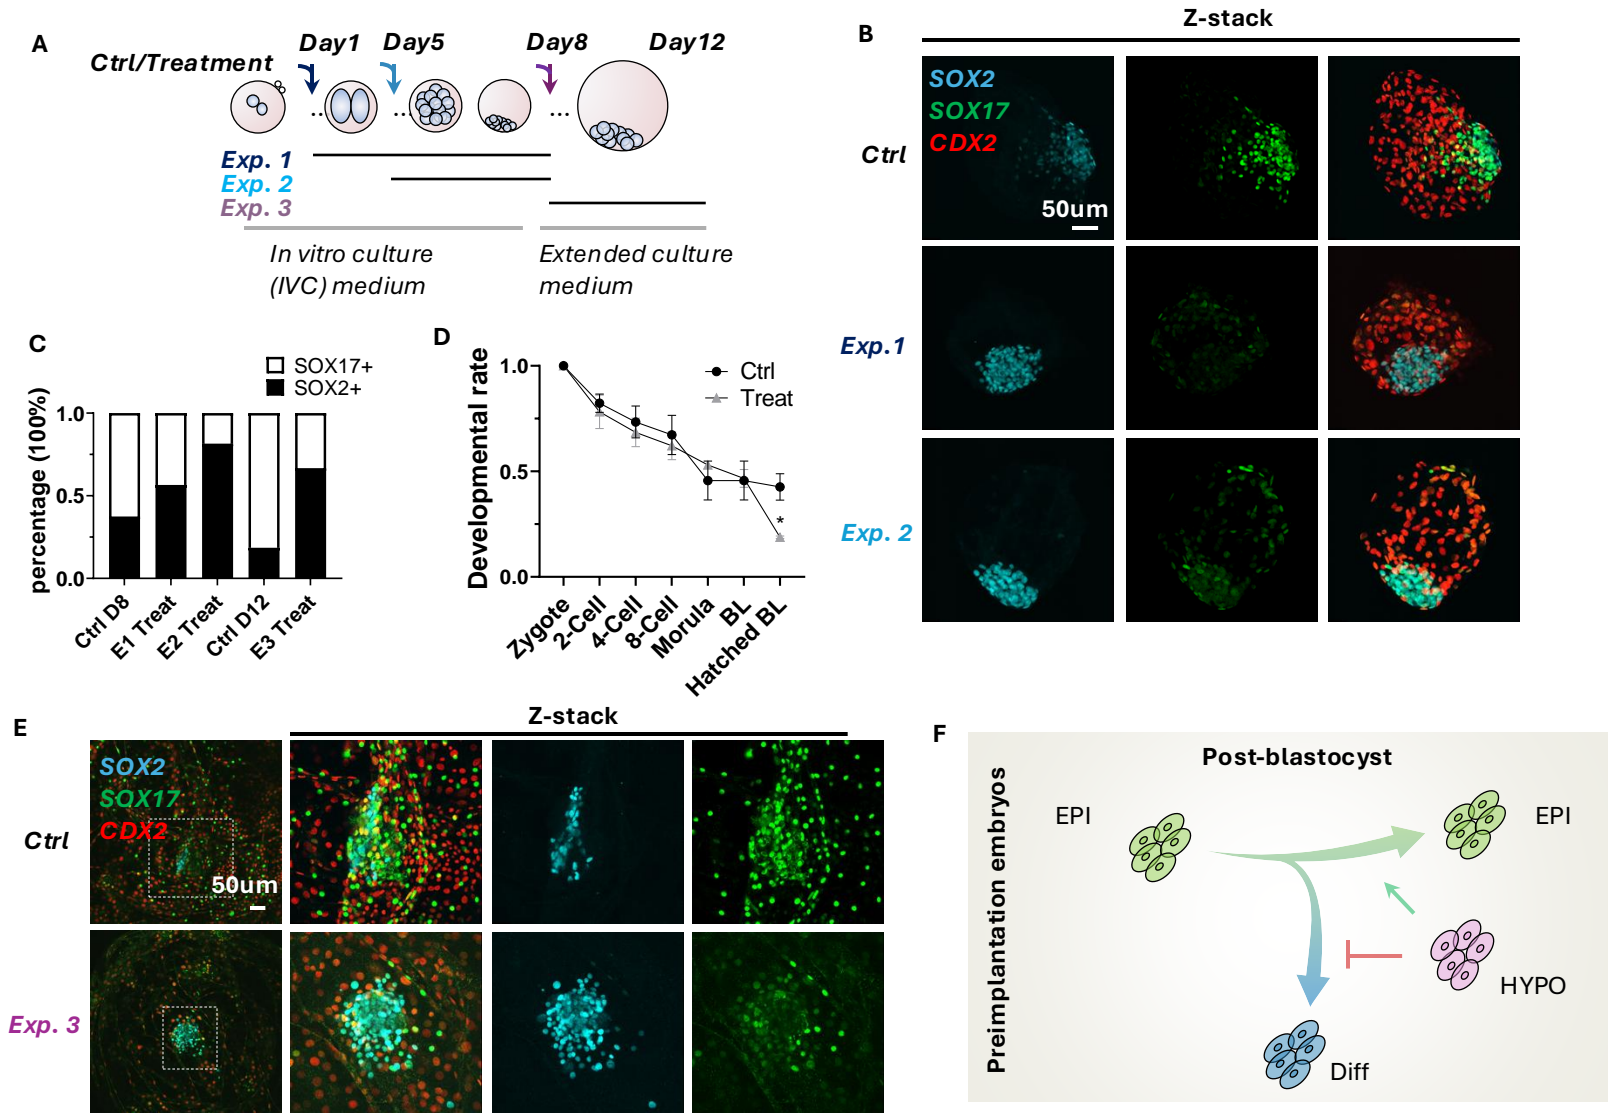 A
Ctrl/Treatment
Day1
Day5
Day8
Day12
...
...
...
Exp. 1
Exp. 2
Exp. 3
In vitro culture
(IVC) medium
Extended culture
medium
B
Z-stack
SOX2
SOX17
CDX2
50um
Ctrl
Exp.1
Exp. 2
C
SOX17+
SOX2+
percentage (100%)
1.0
0.5
0.0
Ctrl D8
E1 Treat
E2 Treat
Ctrl D12
E3 Treat
D
Developmental rate
1.0
0.5
0.0
Ctrl
Treat
*
Zygote
2-Cell
4-Cell
8-Cell
Morula
BL
Hatched BL
E
Z-stack
SOX2
SOX17
CDX2
50um
Ctrl
Exp. 3
F
Post-blastocyst
Preimplantation embryos
EPI
EPI
HYPO
Diff